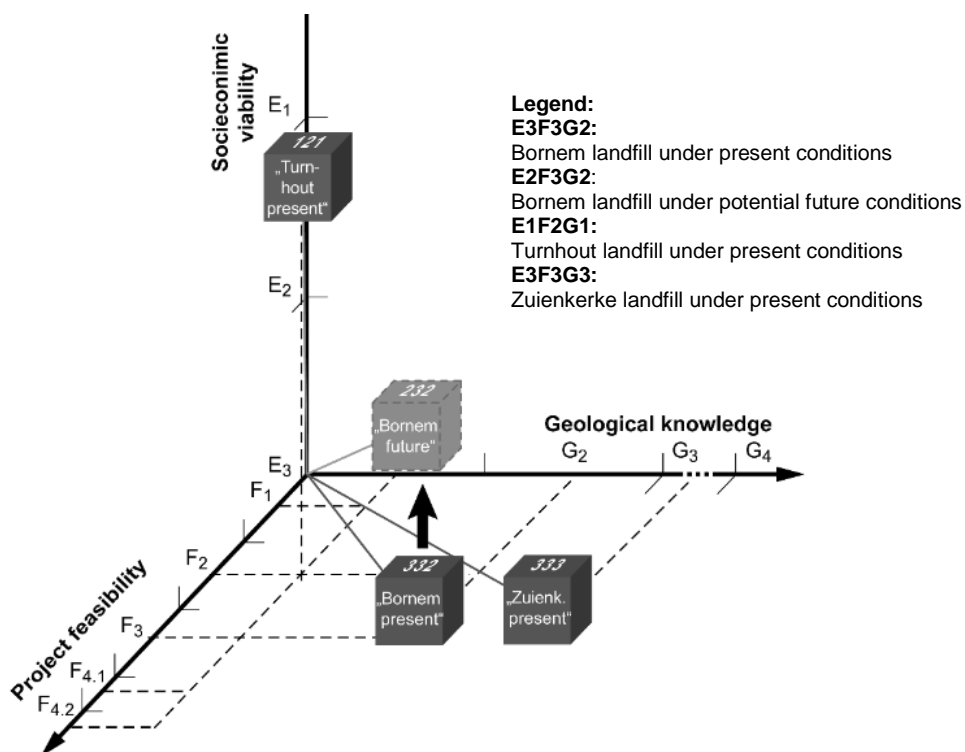 Socieconimic
viability
E1
121
„Turn-
hout
present“
E2
Legend:
E3F3G2:
Bornem landfill under present conditions
E2F3G2:
Bornem landfill under potential future conditions
E1F2G1:
Turnhout landfill under present conditions
E3F3G3:
Zuienkerke landfill under present conditions
232
„Bornem
future“
Geological knowledge
E3
G2
G3
G4
F1
F2
F3
F4.1
F4.2
Project feasibility
332
„Bornem
present“
333
„Zuienk.
present“